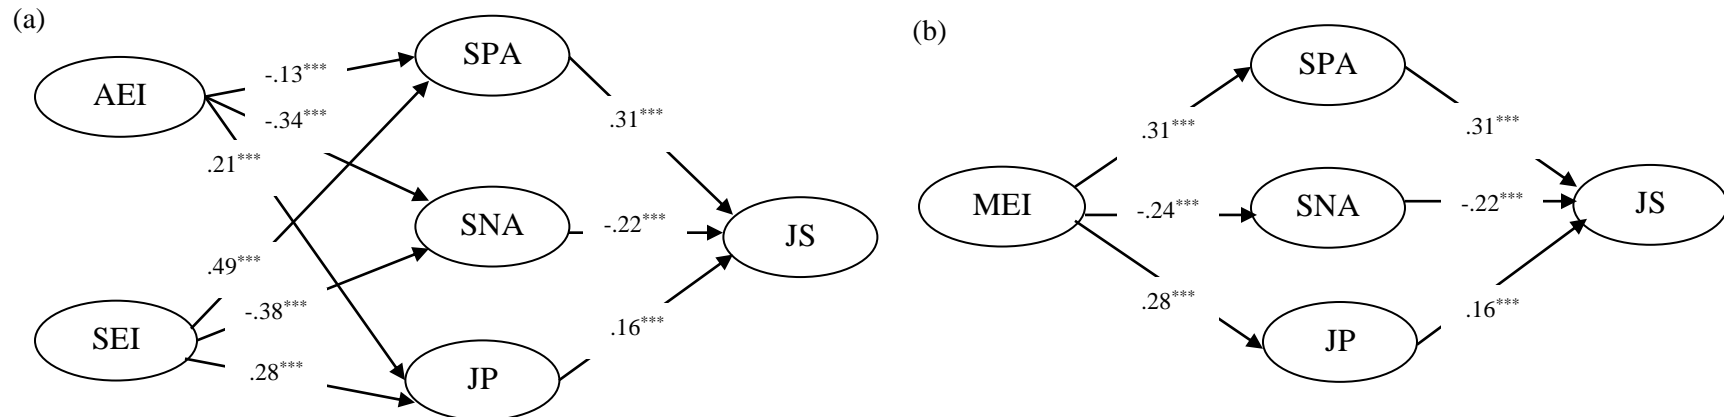 (a)
AEI
SEI
SPA
SNA
JP
JS
-.13***
-.34***
.21***
.49***
-.38***
.28***
.31***
-.22***
.16***
(b)
MEI
SPA
SNA
JP
JS
.31***
-.24***
.28***
.31***
-.22***
.16***